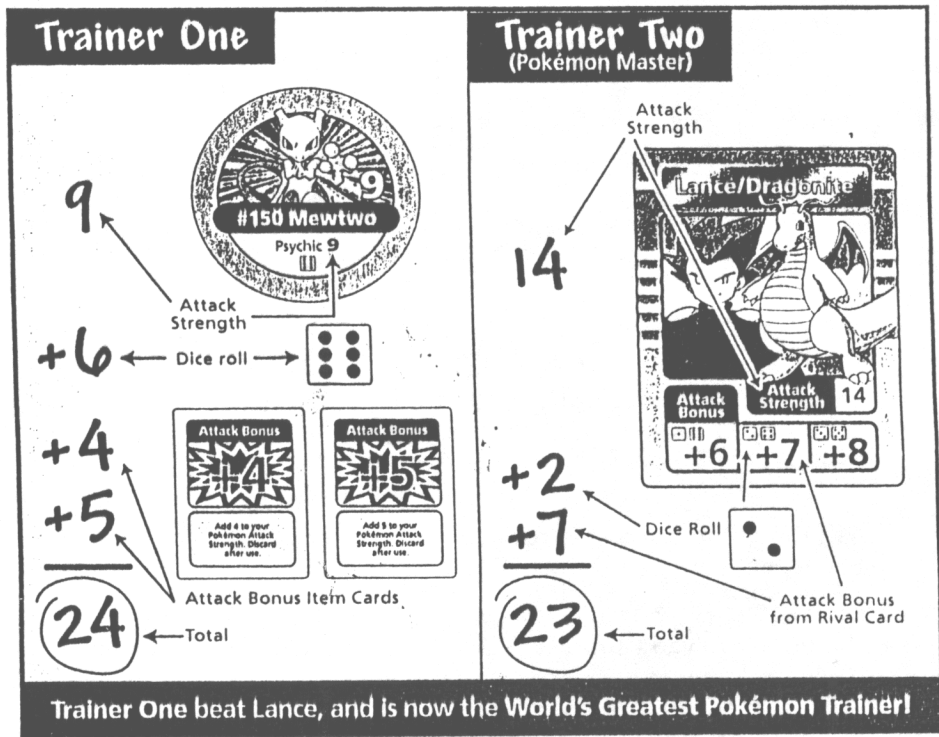 Trainer One
9
9
#150 Mewtwo
Psychic 9
Attack
Strength
+6
Dice roll
+4
+5
Attack Bonus
+4
Add 4 to your
Pokémon Attack
Strength. Discard
after use.
Attack Bonus
+5
Add 5 to your
Pokémon Attack
Strength. Discard
after use.
Attack Bonus Item Cards
24
Total
Trainer Two
(Pokémon Master)
Attack
Strength
14
Lance/Dragonite
Attack
Bonus
Attack
Strength
14
+6
+7
+8
+2
+7
Dice Roll
Attack Bonus
from Rival Card
23
Total
Trainer One beat Lance, and is now the World's Greatest Pokémon Trainer!